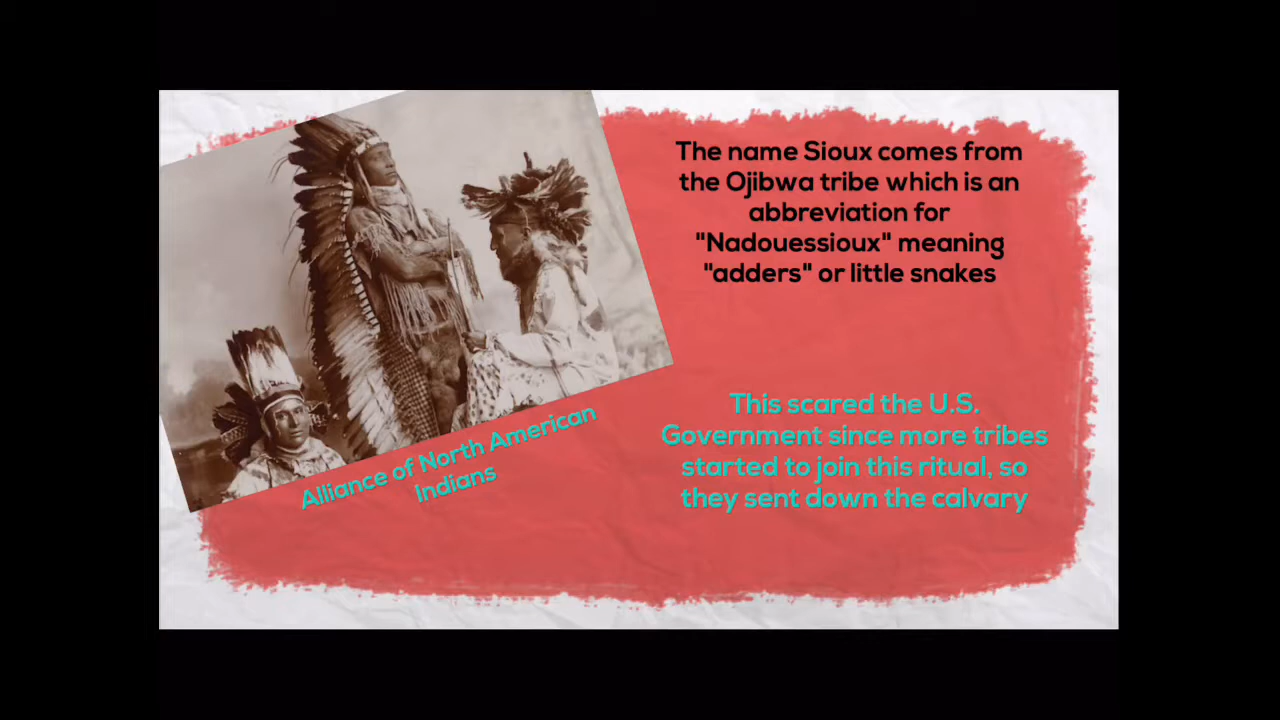 The name Sioux comes from
the Ojibwa tribe which is an
abbreviation for
"Nadouessioux" meaning
"adders" or little snakes
Alliance of North American
Indians
This scared the U.S.
Government since more tribes
started to join this ritual, so
they sent down the calvary